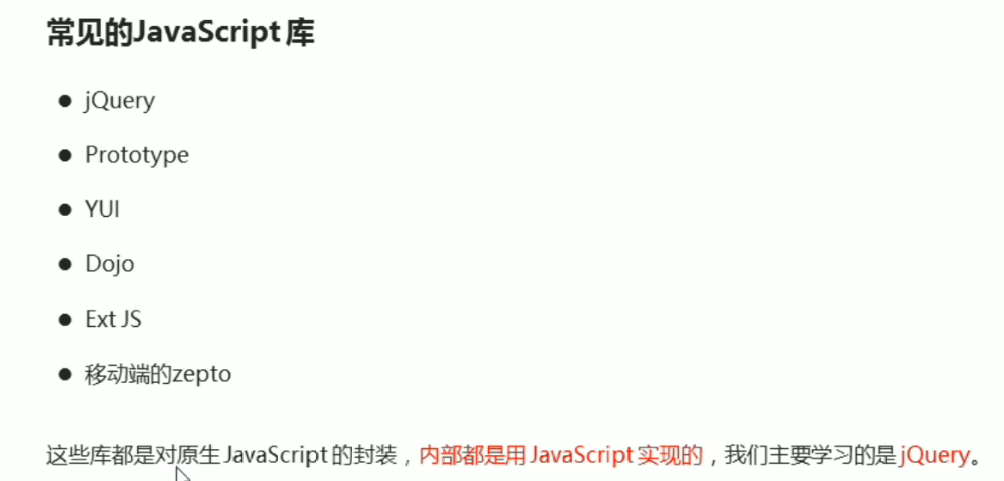 常见的JavaScript 库
● jQuery
● Prototype
● YUI
● Dojo
● Ext JS
● 移动端的zepto
这些库都是对原生 JavaScript 的封装，内部都是用 JavaScript 实现的，我们主要学习的是 jQuery。